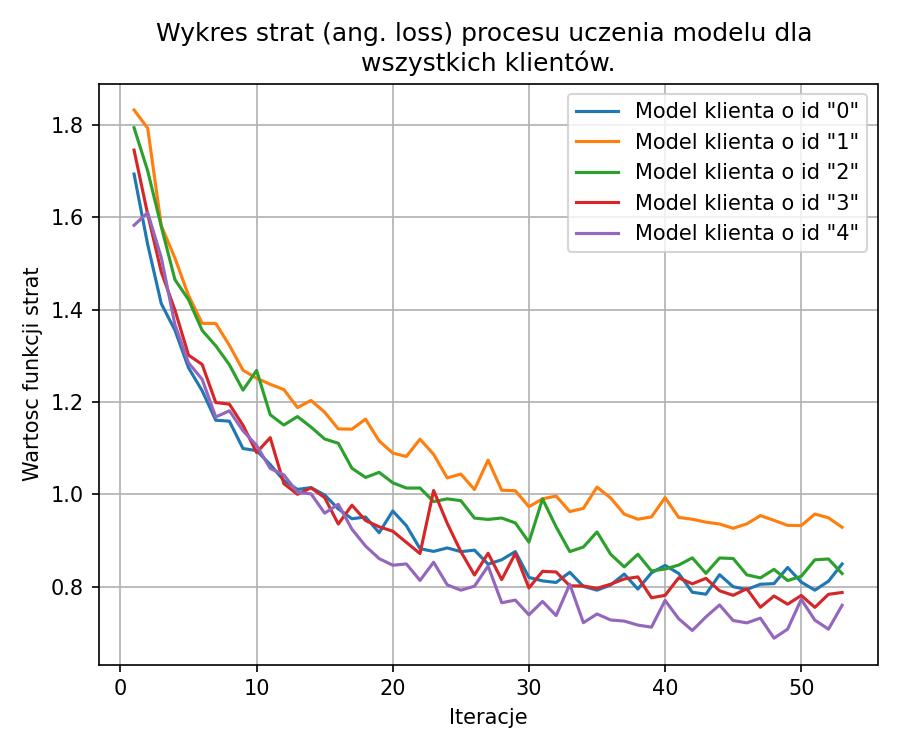 Wykres strat (ang. loss) procesu uczenia modelu dla
wszystkich klientów.
Model klienta o id "0"
Model klienta o id "1"
Model klienta o id "2"
Model klienta o id "3"
Model klienta o id "4"
Wartosc funkcji strat
1.8
1.6
1.4
1.2
1.0
0.8
0 10 20 30 40 50
Iteracje